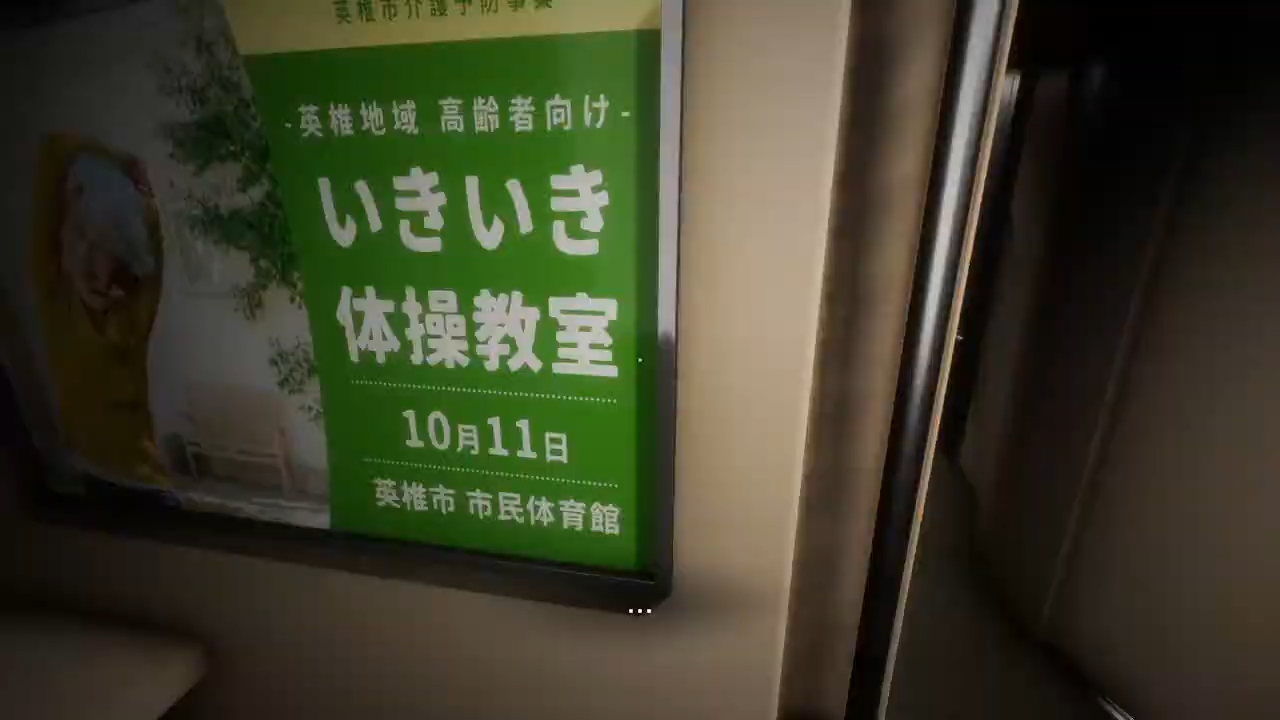 英椎市介護予防事業
-英椎地域 高齢者向け-
いきいき
体操教室
10月11日
英椎市 市民体育館
...